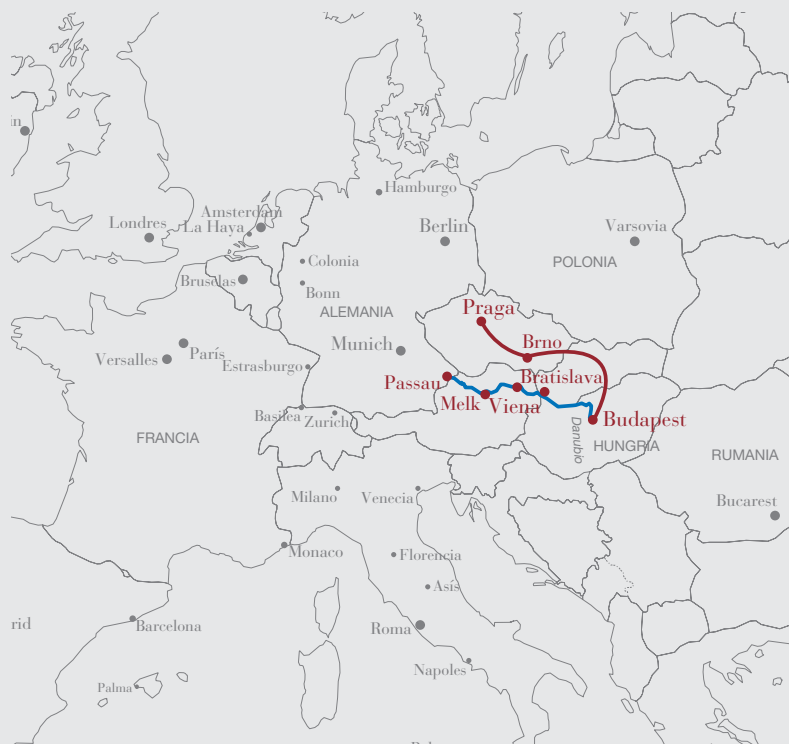 in
Hamburgo
Londres
Amsterdam
La Haya
Berlin
Varsovia
Colonia
POLONIA
Bruselas
Bonn
ALEMANIA
Praga
Brno
Munich
París
Versalles
Estrasburgo
Passau
Bratislava
Melk
Viena
Basilea
Zurich
Budapest
Danubio
FRANCIA
HUNGRIA
RUMANIA
Milano
Venecia
Bucarest
Monaco
Florencia
Asís
rid
Barcelona
Roma
Napoles
Palma